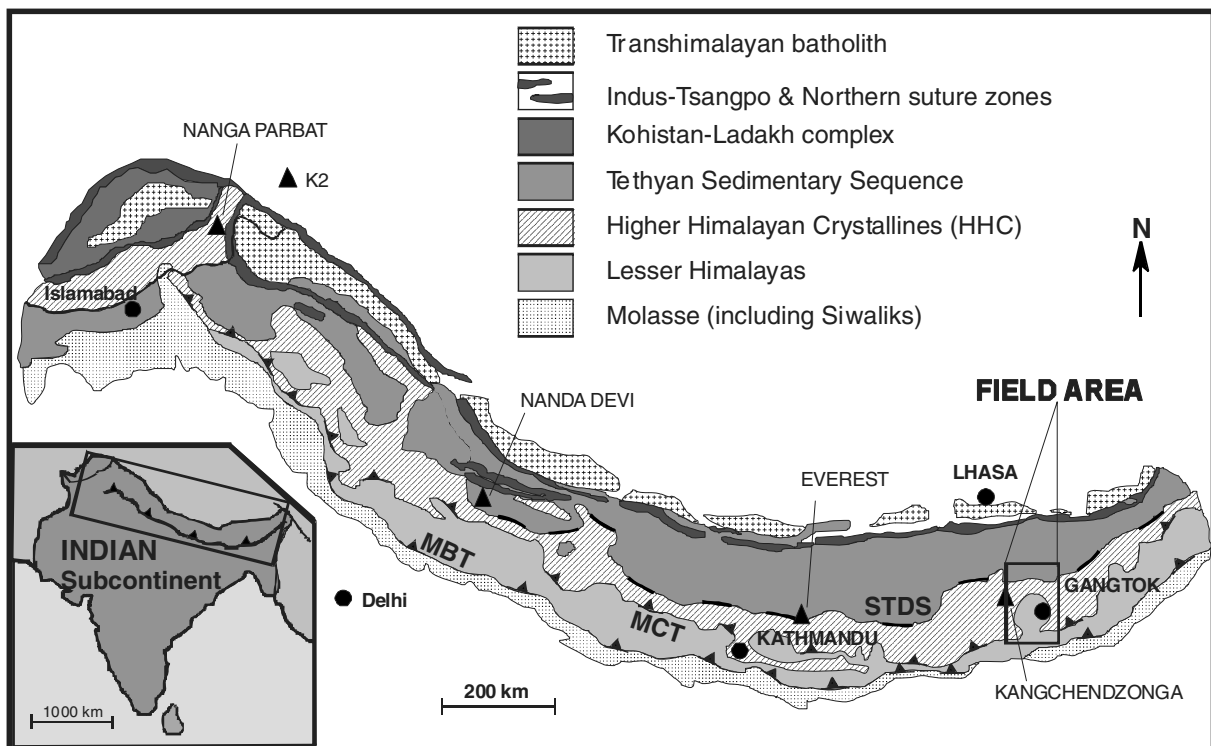 Transhimalayan batholith
Indus-Tsangpo & Northern suture zones
Kohistan-Ladakh complex
Tethyan Sedimentary Sequence
Higher Himalayan Crystallines (HHC)
Lesser Himalayas
Molasse (including Siwaliks)
NANGA PARBAT
K2
N
Islamabad
NANDA DEVI
FIELD AREA
EVEREST
LHASA
INDIAN
Subcontinent
1000 km
Delhi
MBT
MCT
KATHMANDU
STDS
GANGTOK
KANGCHENDZONGA
200 km